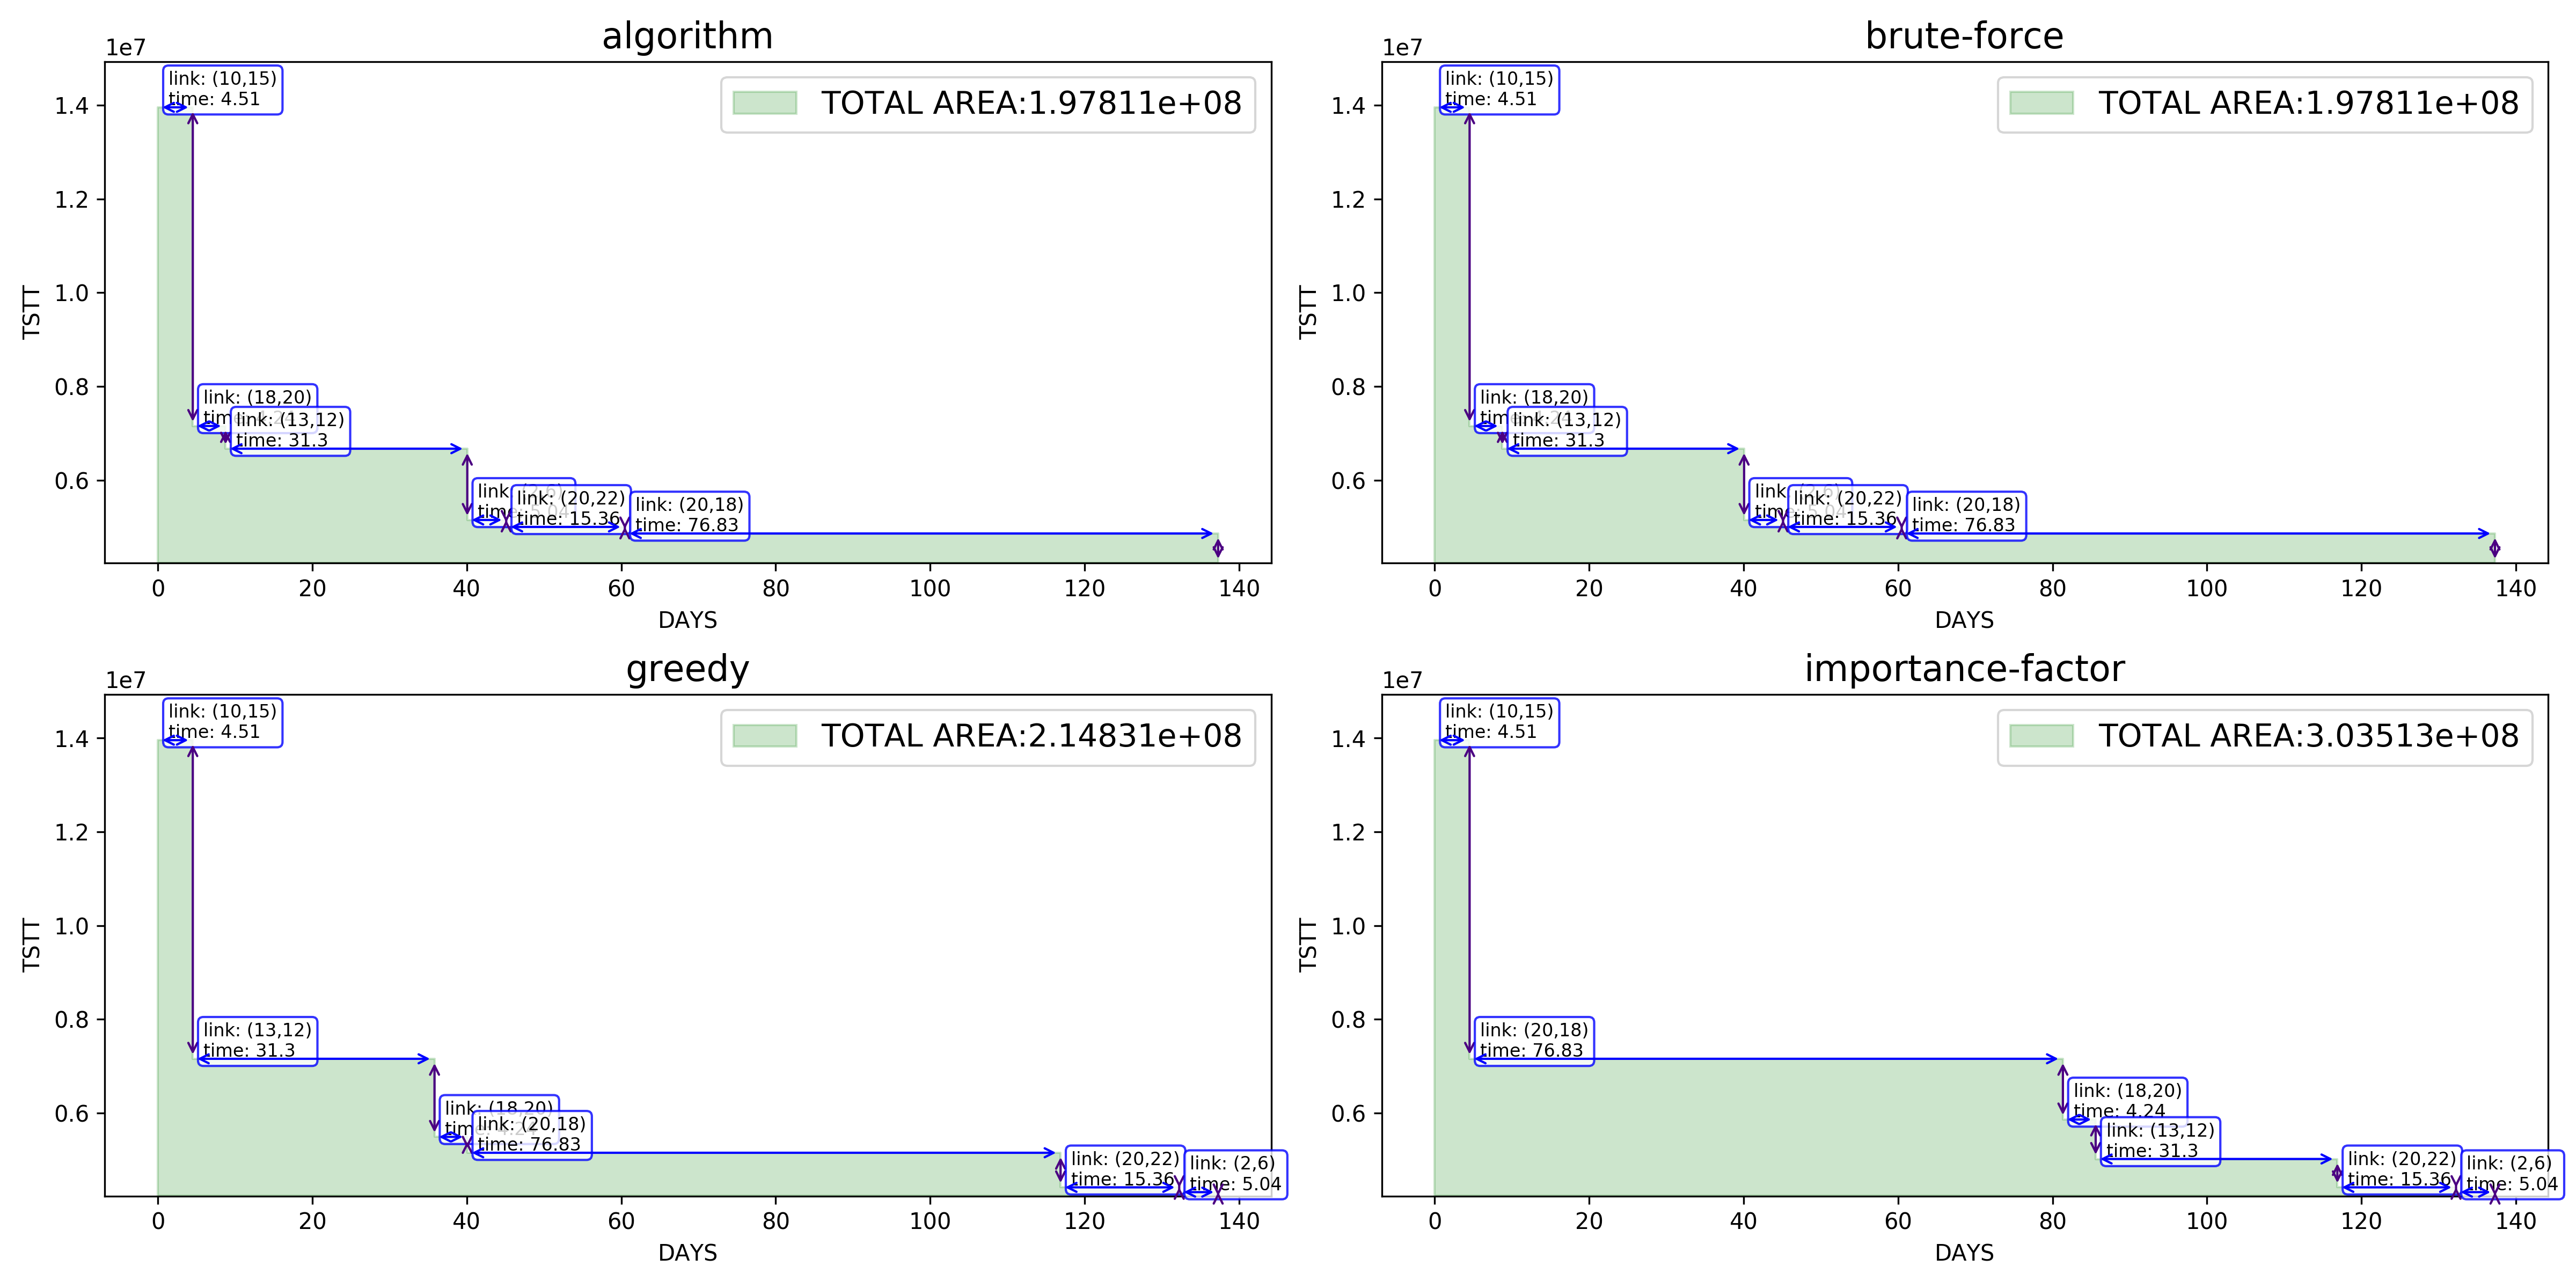 algorithm
1e7
TSTT
1.4
1.2
1.0
0.8
0.6
TOTAL AREA:1.97811e+08
link: (10,15)
time: 4.51
link: (18,20)
link: (13,12)
time: 31.3
link: (20,22)
time: 15.36
link: (20,18)
time: 76.83
0 20 40 60 80 100 120 140
DAYS
brute-force
1e7
TSTT
1.4
1.2
1.0
0.8
0.6
TOTAL AREA:1.97811e+08
link: (10,15)
time: 4.51
link: (18,20)
link: (13,12)
time: 31.3
link: (20,22)
time: 15.36
link: (20,18)
time: 76.83
0 20 40 60 80 100 120 140
DAYS
greedy
1e7
TSTT
1.4
1.2
1.0
0.8
0.6
TOTAL AREA:2.14831e+08
link: (10,15)
time: 4.51
link: (13,12)
time: 31.3
link: (18,20)
link: (20,18)
time: 76.83
link: (20,22)
time: 15.36
link: (2,6)
time: 5.04
0 20 40 60 80 100 120 140
DAYS
importance-factor
1e7
TSTT
1.4
1.2
1.0
0.8
0.6
TOTAL AREA:3.03513e+08
link: (10,15)
time: 4.51
link: (20,18)
time: 76.83
link: (18,20)
time: 4.24
link: (13,12)
time: 31.3
link: (20,22)
time: 15.36
link: (2,6)
time: 5.04
0 20 40 60 80 100 120 140
DAYS